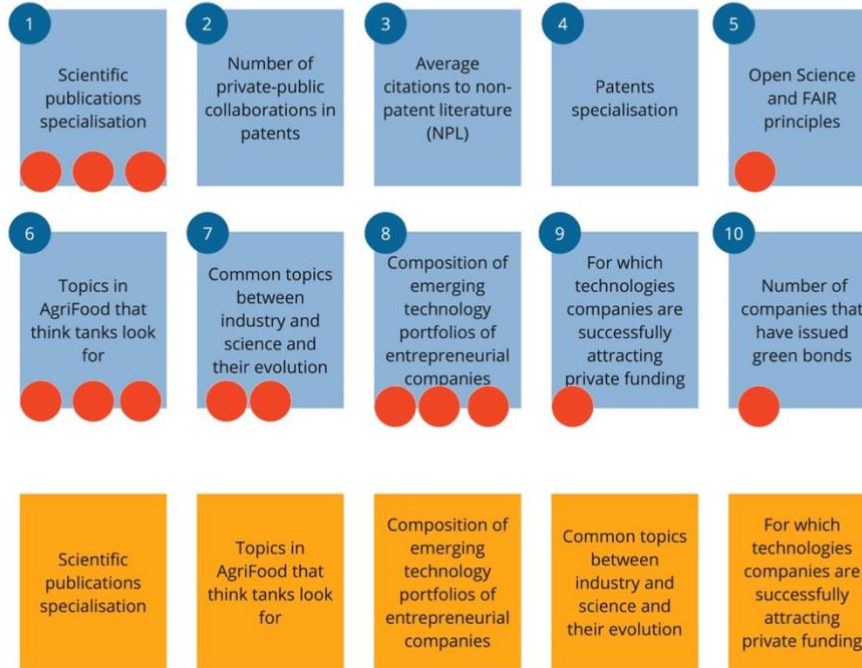 1
Scientific
publications
specialisation
2
Number of
private-public
collaborations in
patents
3
Average
citations to non-
patent literature
(NPL)
4
Patents
specialisation
5
Open Science
and FAIR
principles
6
Topics in
AgriFood that
think tanks look
for
7
Common topics
between
industry and
science and
their evolution
8
Composition of
emerging
technology
portfolios of
entrepreneurial
companies
9
For which
technologies
companies are
successfully
attracting
private funding
10
Number of
companies that
have issued
green bonds
Scientific
publications
specialisation
Topics in
AgriFood that
think tanks look
for
Composition of
emerging
technology
portfolios of
entrepreneurial
companies
Common topics
between
industry and
science and
their evolution
For which
technologies
companies are
successfully
attracting
private funding